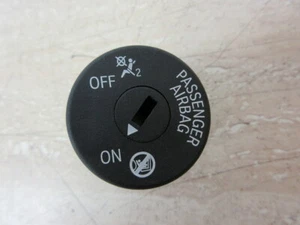 OFF 2
PASSENGER
AIRBAG
ON